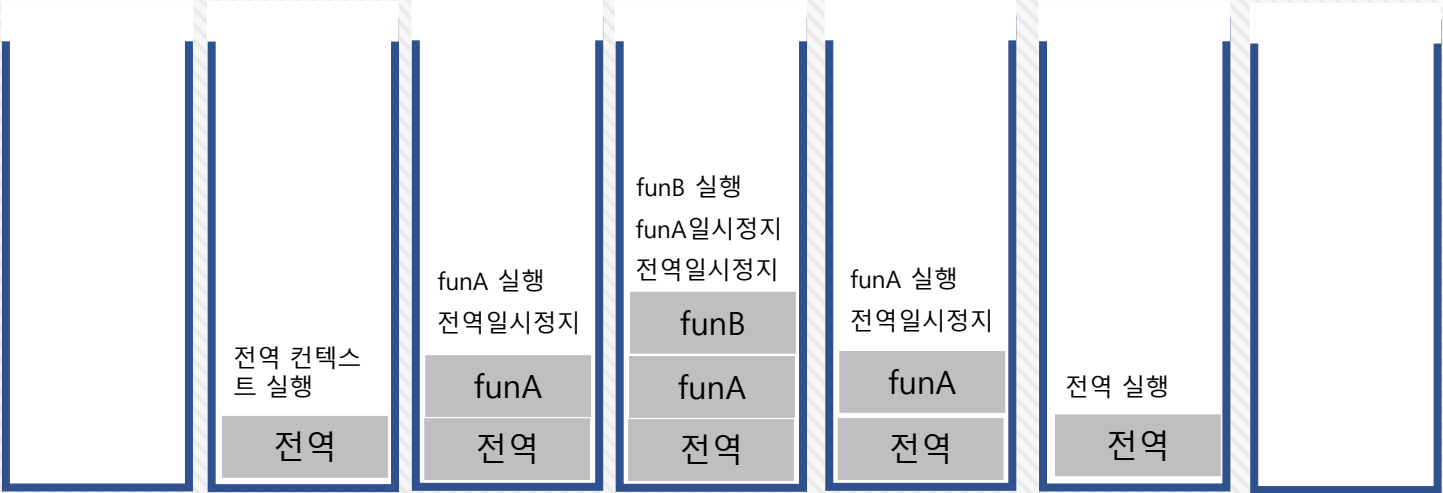 전역 컨텍스
트 실행
전역
funA 실행
전역일시정지
funA
전역
funB 실행
funA일시정지
전역일시정지
funB
funA
전역
funA 실행
전역일시정지
funA
전역
전역 실행
전역